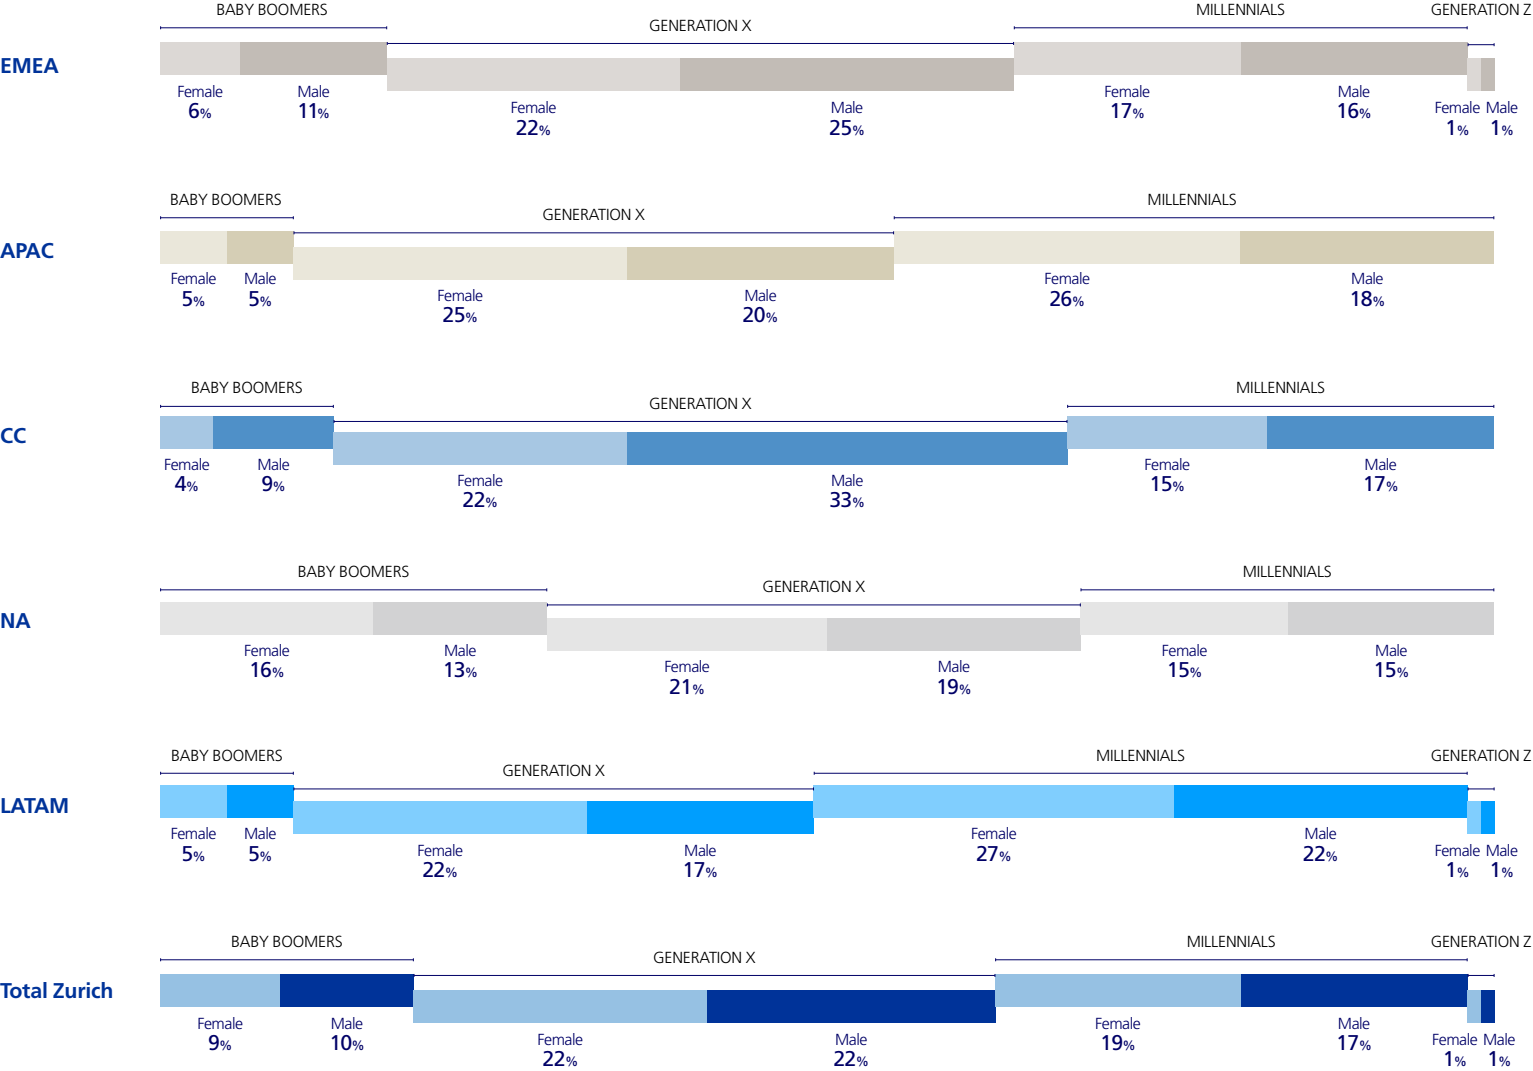 BABY BOOMERS
GENERATION X
MILLENNIALS
GENERATION Z
EMEA
Female
6%
Male
11%
Female
22%
Male
25%
Female
17%
Male
16%
Female
1%
Male
1%
BABY BOOMERS
GENERATION X
MILLENNIALS
APAC
Female
5%
Male
5%
Female
25%
Male
20%
Female
26%
Male
18%
BABY BOOMERS
GENERATION X
MILLENNIALS
CC
Female
4%
Male
9%
Female
22%
Male
33%
Female
15%
Male
17%
BABY BOOMERS
GENERATION X
MILLENNIALS
NA
Female
16%
Male
13%
Female
21%
Male
19%
Female
15%
Male
15%
BABY BOOMERS
GENERATION X
MILLENNIALS
GENERATION Z
LATAM
Female
5%
Male
5%
Female
22%
Male
17%
Female
27%
Male
22%
Female
1%
Male
1%
BABY BOOMERS
GENERATION X
MILLENNIALS
GENERATION Z
Total Zurich
Female
9%
Male
10%
Female
22%
Male
22%
Female
19%
Male
17%
Female
1%
Male
1%